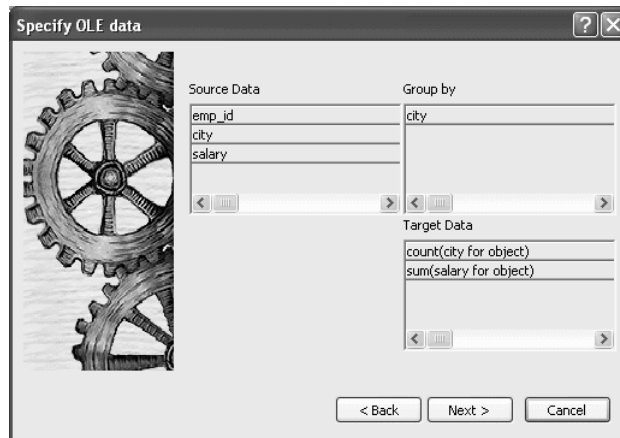 Specify OLE data
Source Data
emp_id
city
salary
Group by
city
Target Data
count(city for object)
sum(salary for object)
< Back
Next >
Cancel